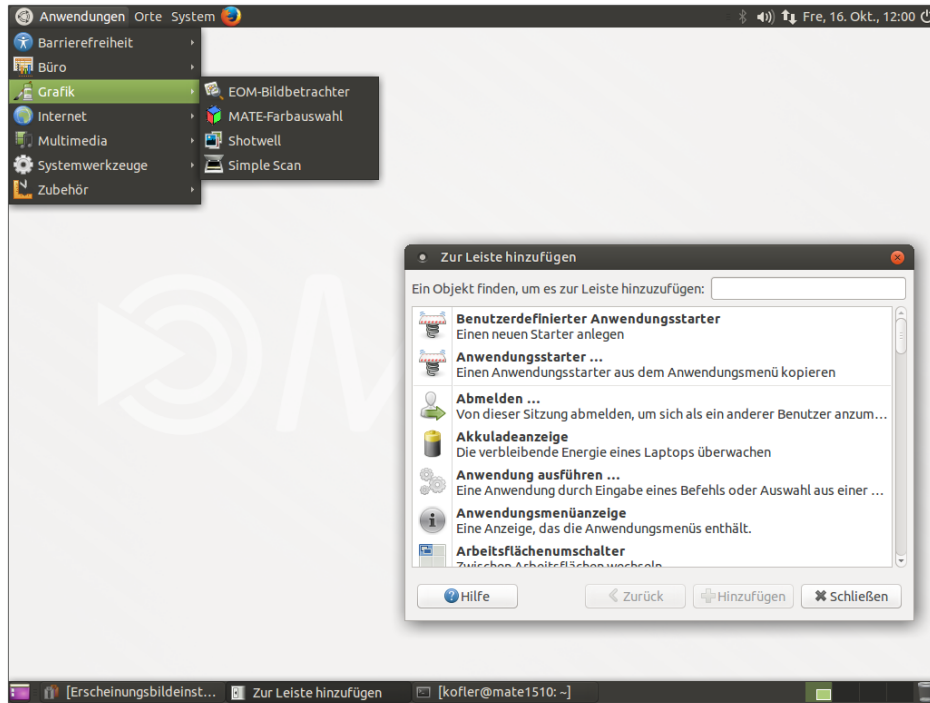 Anwendungen Orte System Fre, 16. Okt., 12:00
Barrierefreiheit
Büro
Grafik
Internet
Multimedia
Systemwerkzeuge
Zubehör
EOM-Bildbetrachter
MATE-Farbauswahl
Shotwell
Simple Scan
Zur Leiste hinzufügen
Ein Objekt finden, um es zur Leiste hinzuzufügen:
Benutzerdefinierter Anwendungsstarter
Einen neuen Starter anlegen
Anwendungsstarter ...
Einen Anwendungsstarter aus dem Anwendungsmenü kopieren
Abmelden ...
Von dieser Sitzung abmelden, um sich als ein anderer Benutzer anzum...
Akkuladeanzeige
Die verbleibende Energie eines Laptops überwachen
Anwendung ausführen ...
Eine Anwendung durch Eingabe eines Befehls oder Auswahl aus einer ...
Anwendungsmenüanzeige
Eine Anzeige, das die Anwendungsmenüs enthält.
Arbeitsflächenumschalter
Zwischen Arbeitsflächen wechseln
Hilfe Zurück Hinzufügen Schließen
[Erscheinungsbildeinst... Zur Leiste hinzufügen [kofler@mate1510: ~]